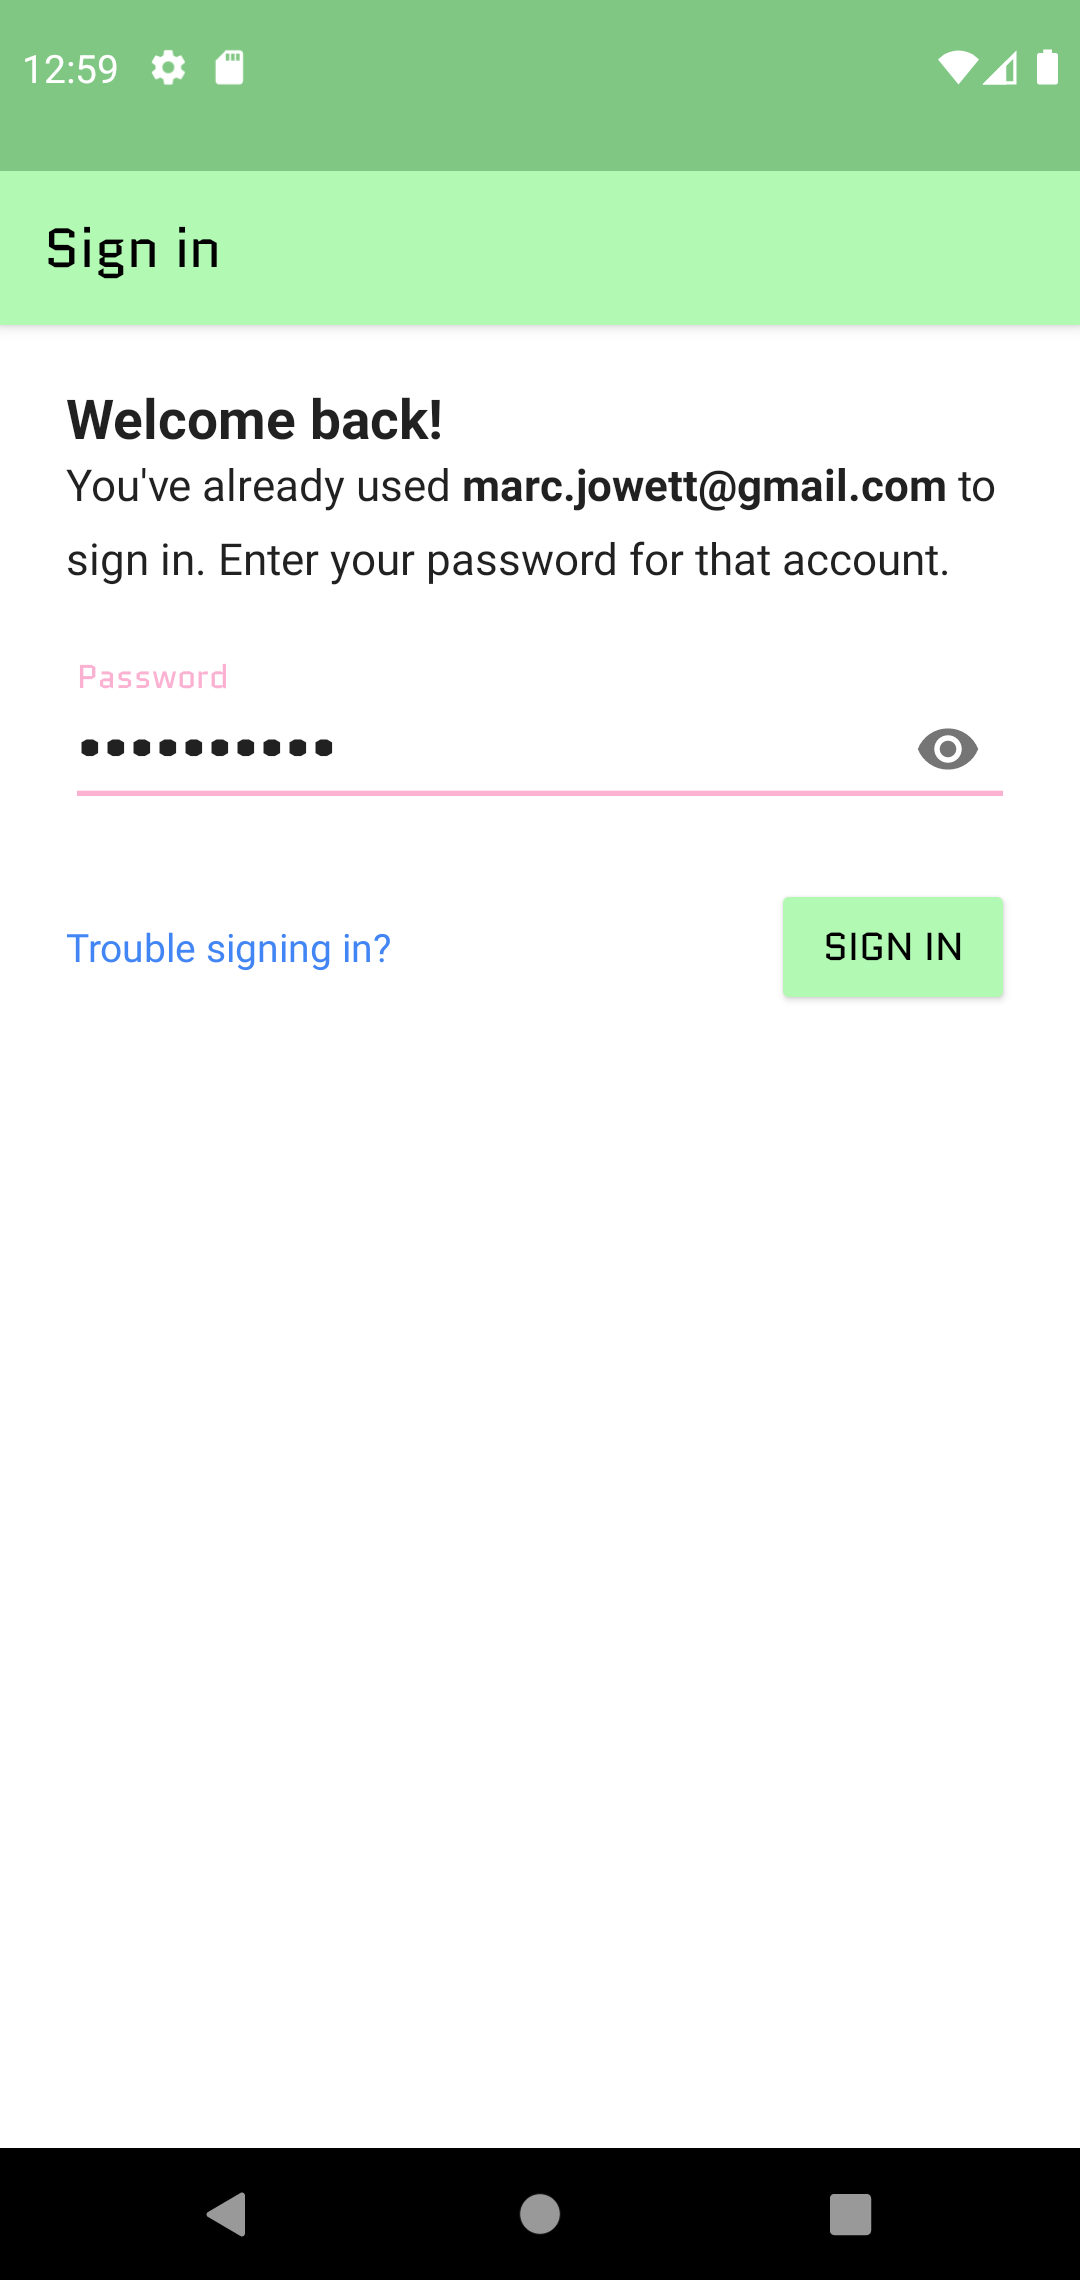 12:59
Sign in
Welcome back!
You've already used marc.jowett@gmail.com to
sign in. Enter your password for that account.
Password
••••••••••
Trouble signing in?
SIGN IN